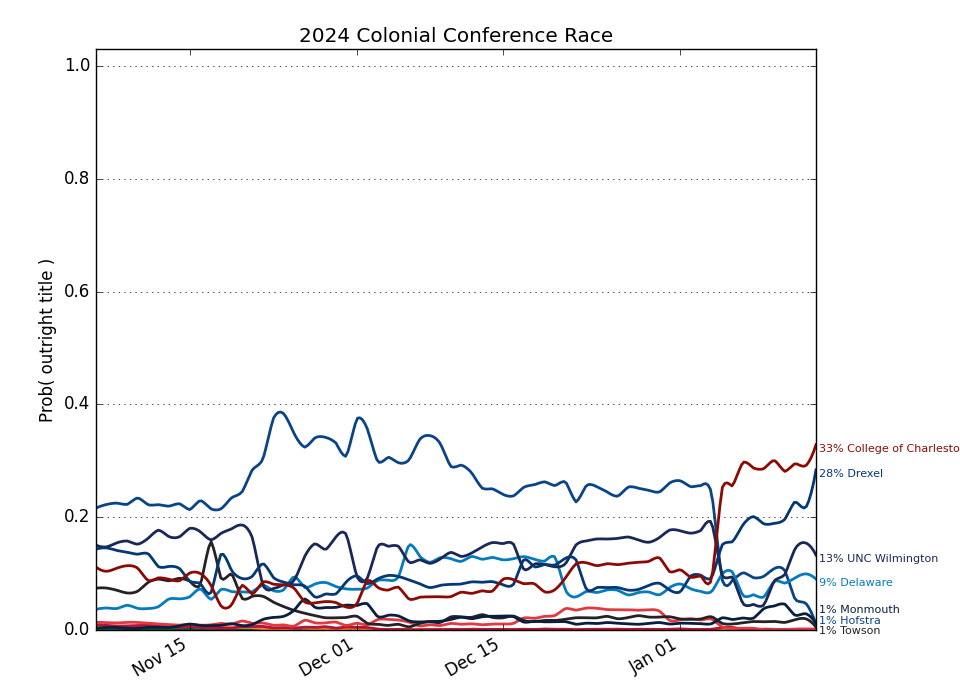 2024 Colonial Conference Race
Prob( outright title )
1.0
0.8
0.6
0.4
0.2
0.0
33% College of Charlesto
28% Drexel
13% UNC Wilmington
9% Delaware
1% Monmouth
1% Hofstra
1% Towson
Nov 15
Dec 01
Dec 15
Jan 01